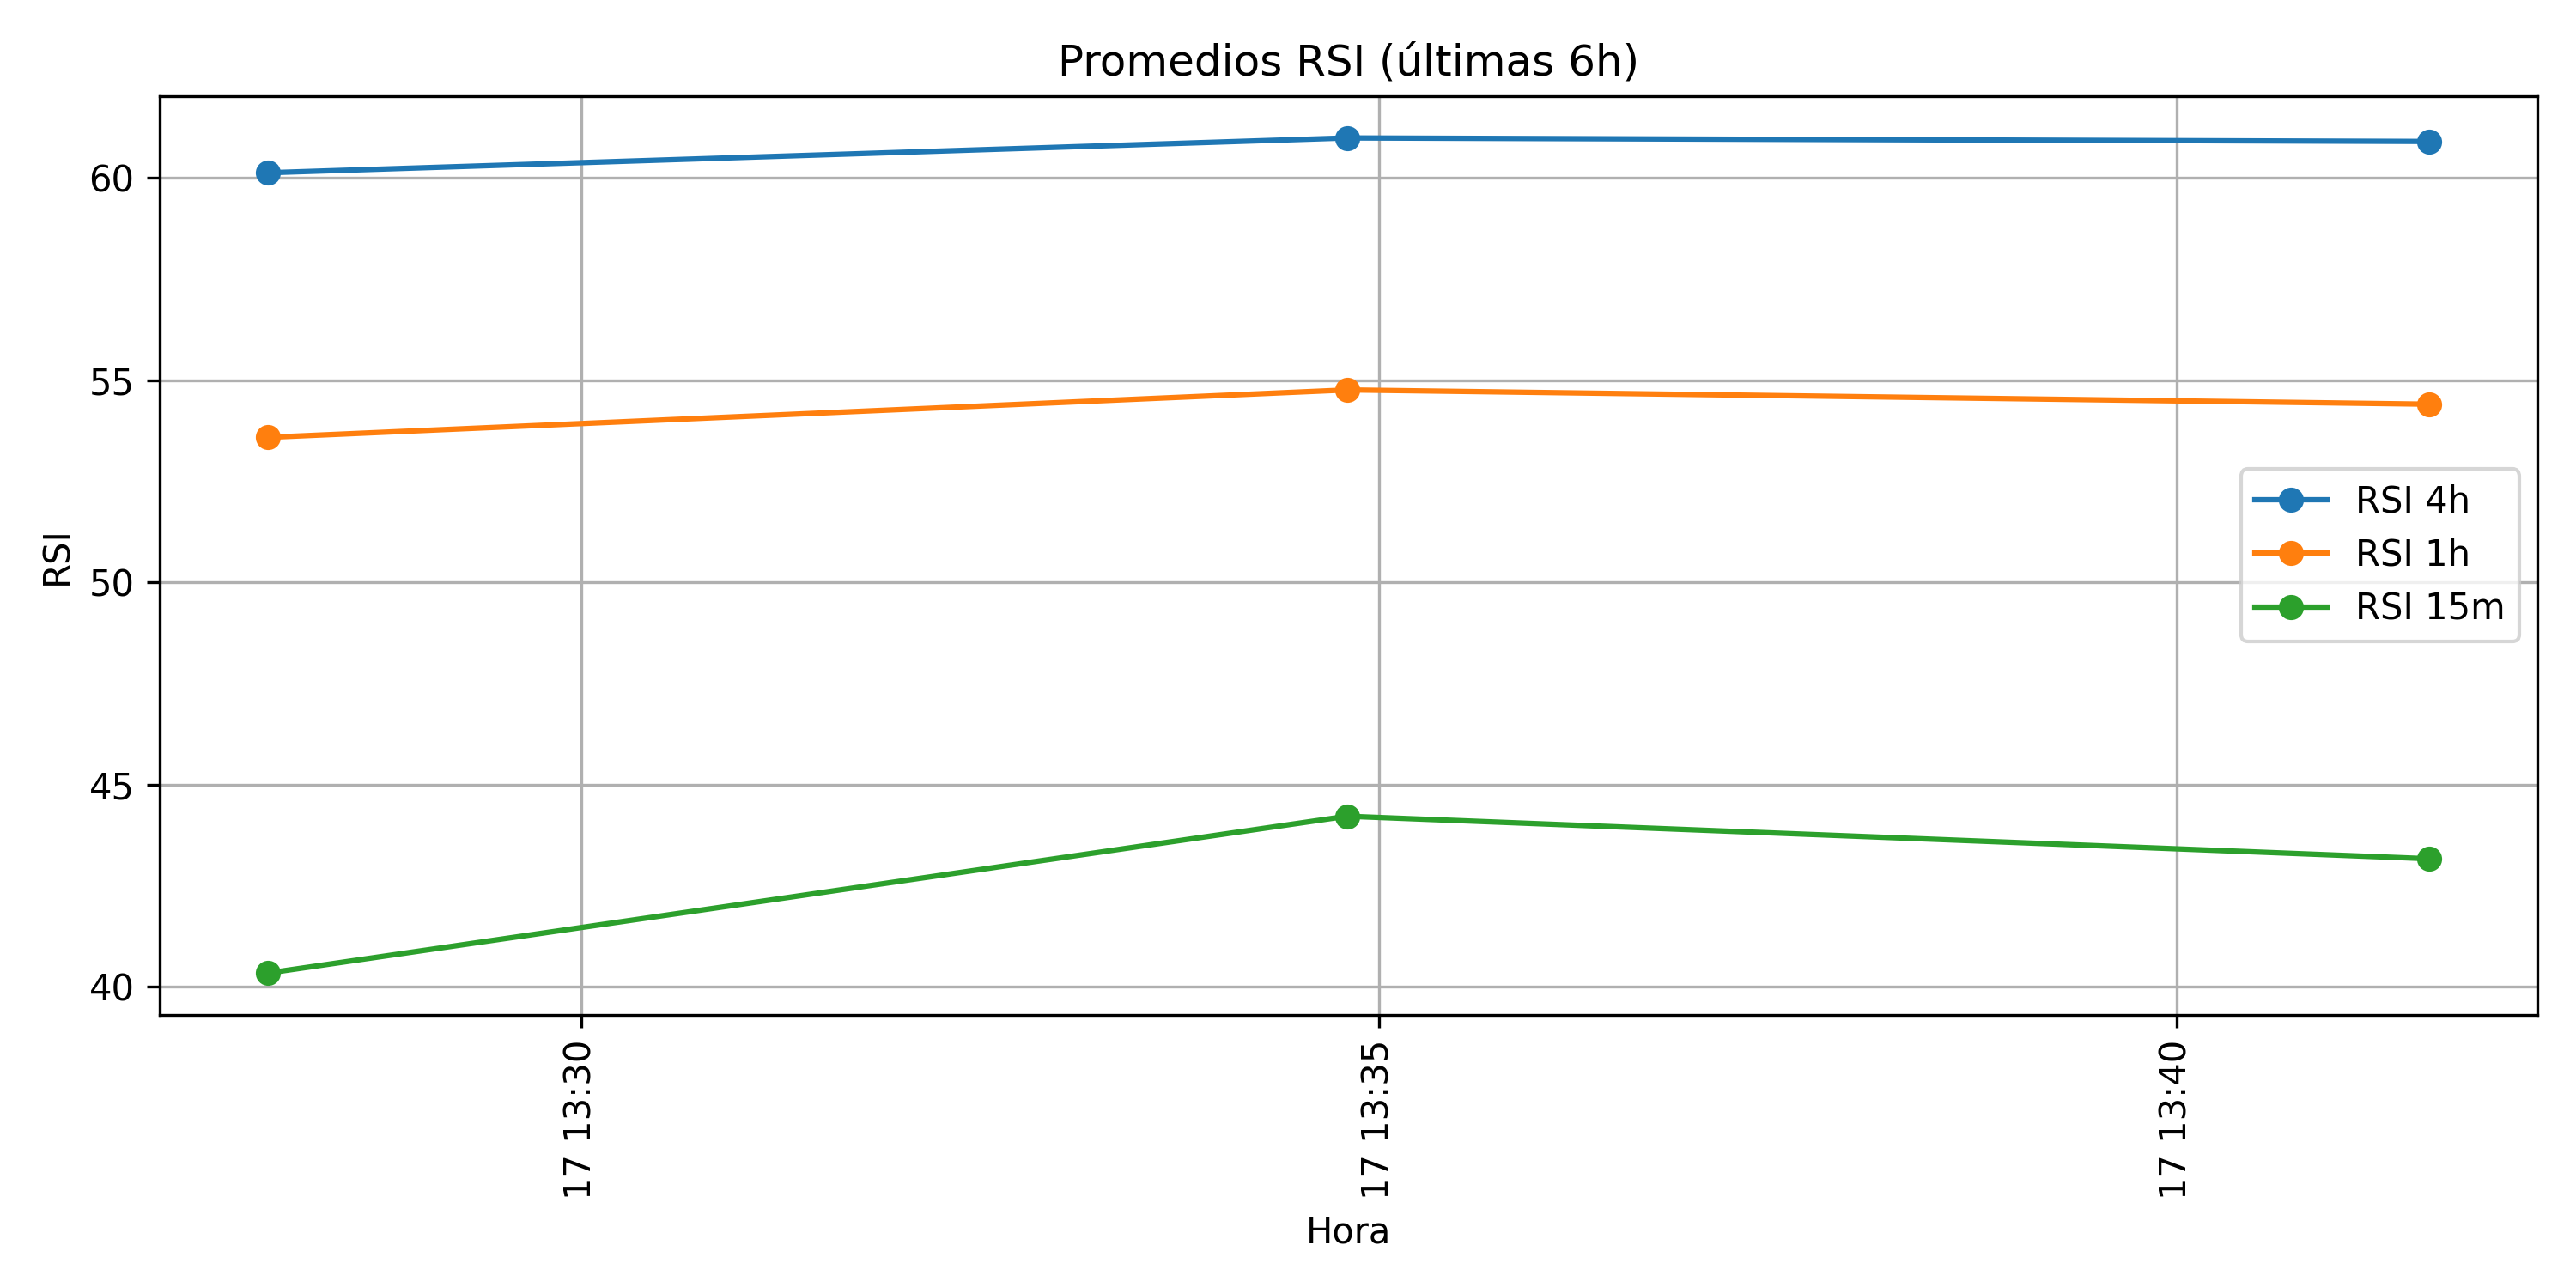 Promedios RSI (últimas 6h)
60
55
50
45
40
RSI
RSI 4h
RSI 1h
RSI 15m
17 13:30
17 13:35
17 13:40
Hora